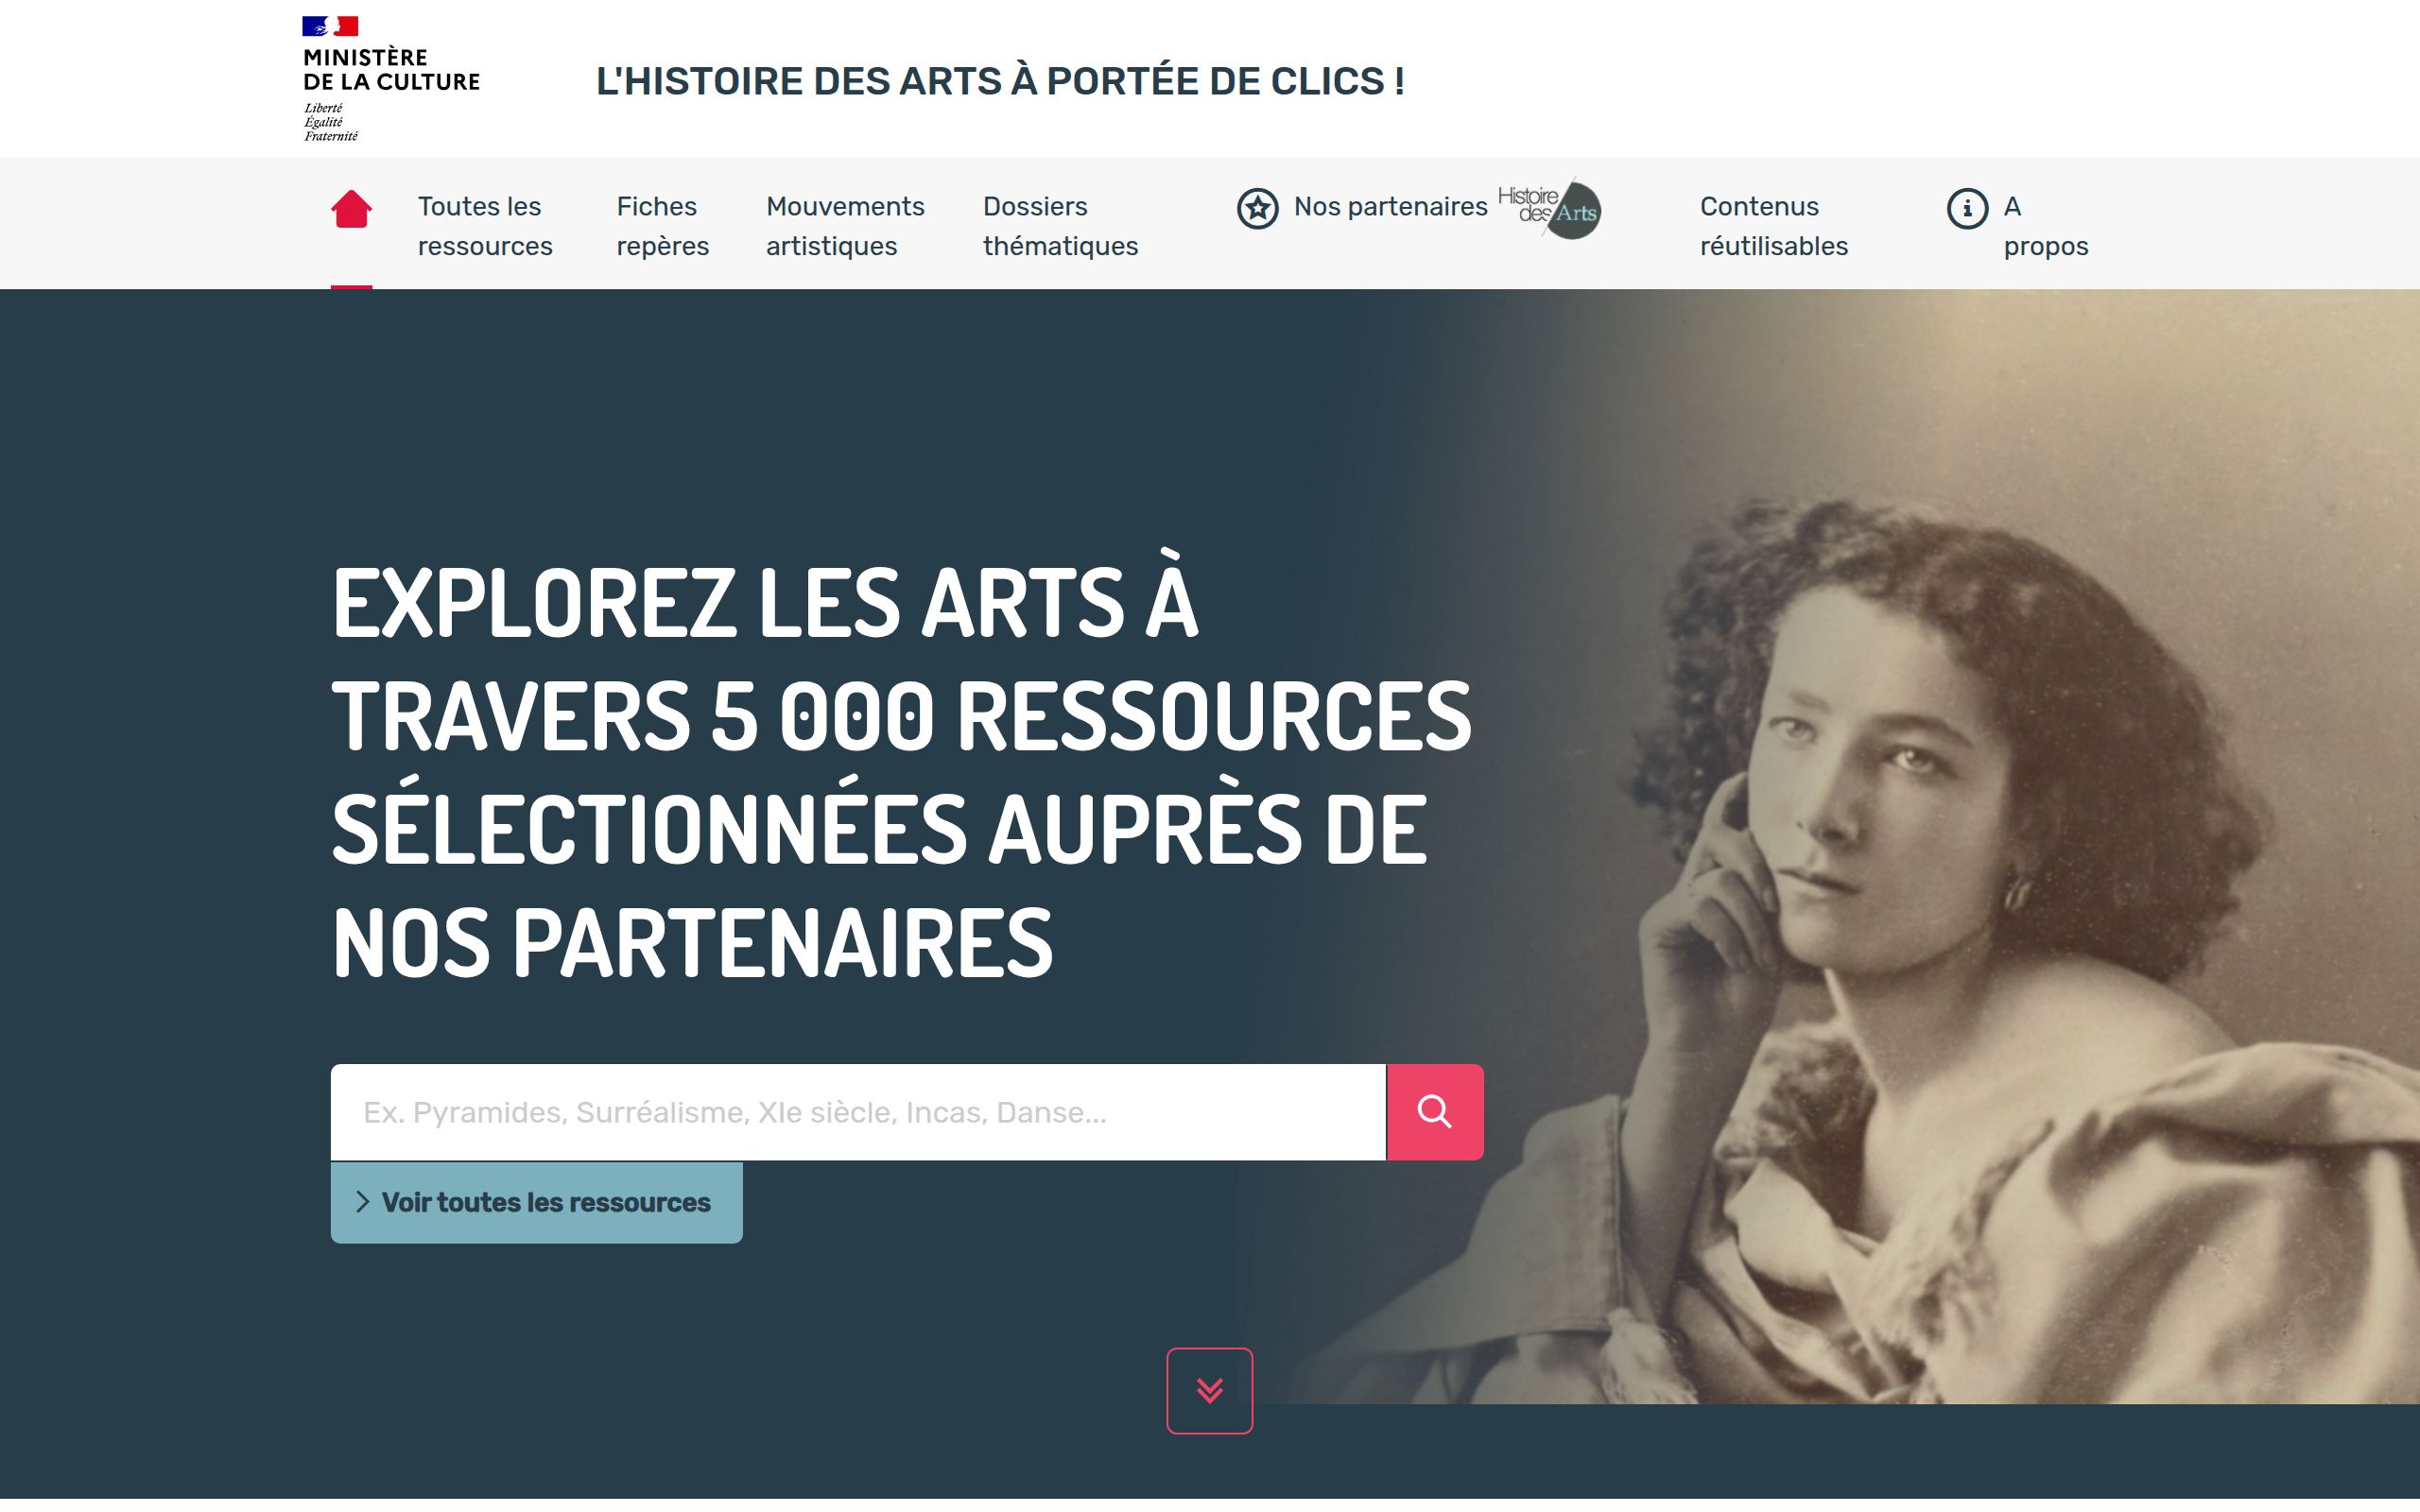 MINISTÈRE
DE LA CULTURE
Liberté
Égalité
Fraternité
L'HISTOIRE DES ARTS À PORTÉE DE CLICS !
Toutes les
ressources
Fiches
repères
Mouvements
artistiques
Dossiers
thématiques
Nos partenaires
Histoire
des Arts
Contenus
réutilisables
A
propos
EXPLOREZ LES ARTS À
TRAVERS 5 000 RESSOURCES
SÉLECTIONNÉES AUPRÈS DE
NOS PARTENAIRES
Ex. Pyramides, Surréalisme, XIe siècle, Incas, Danse...
Voir toutes les ressources